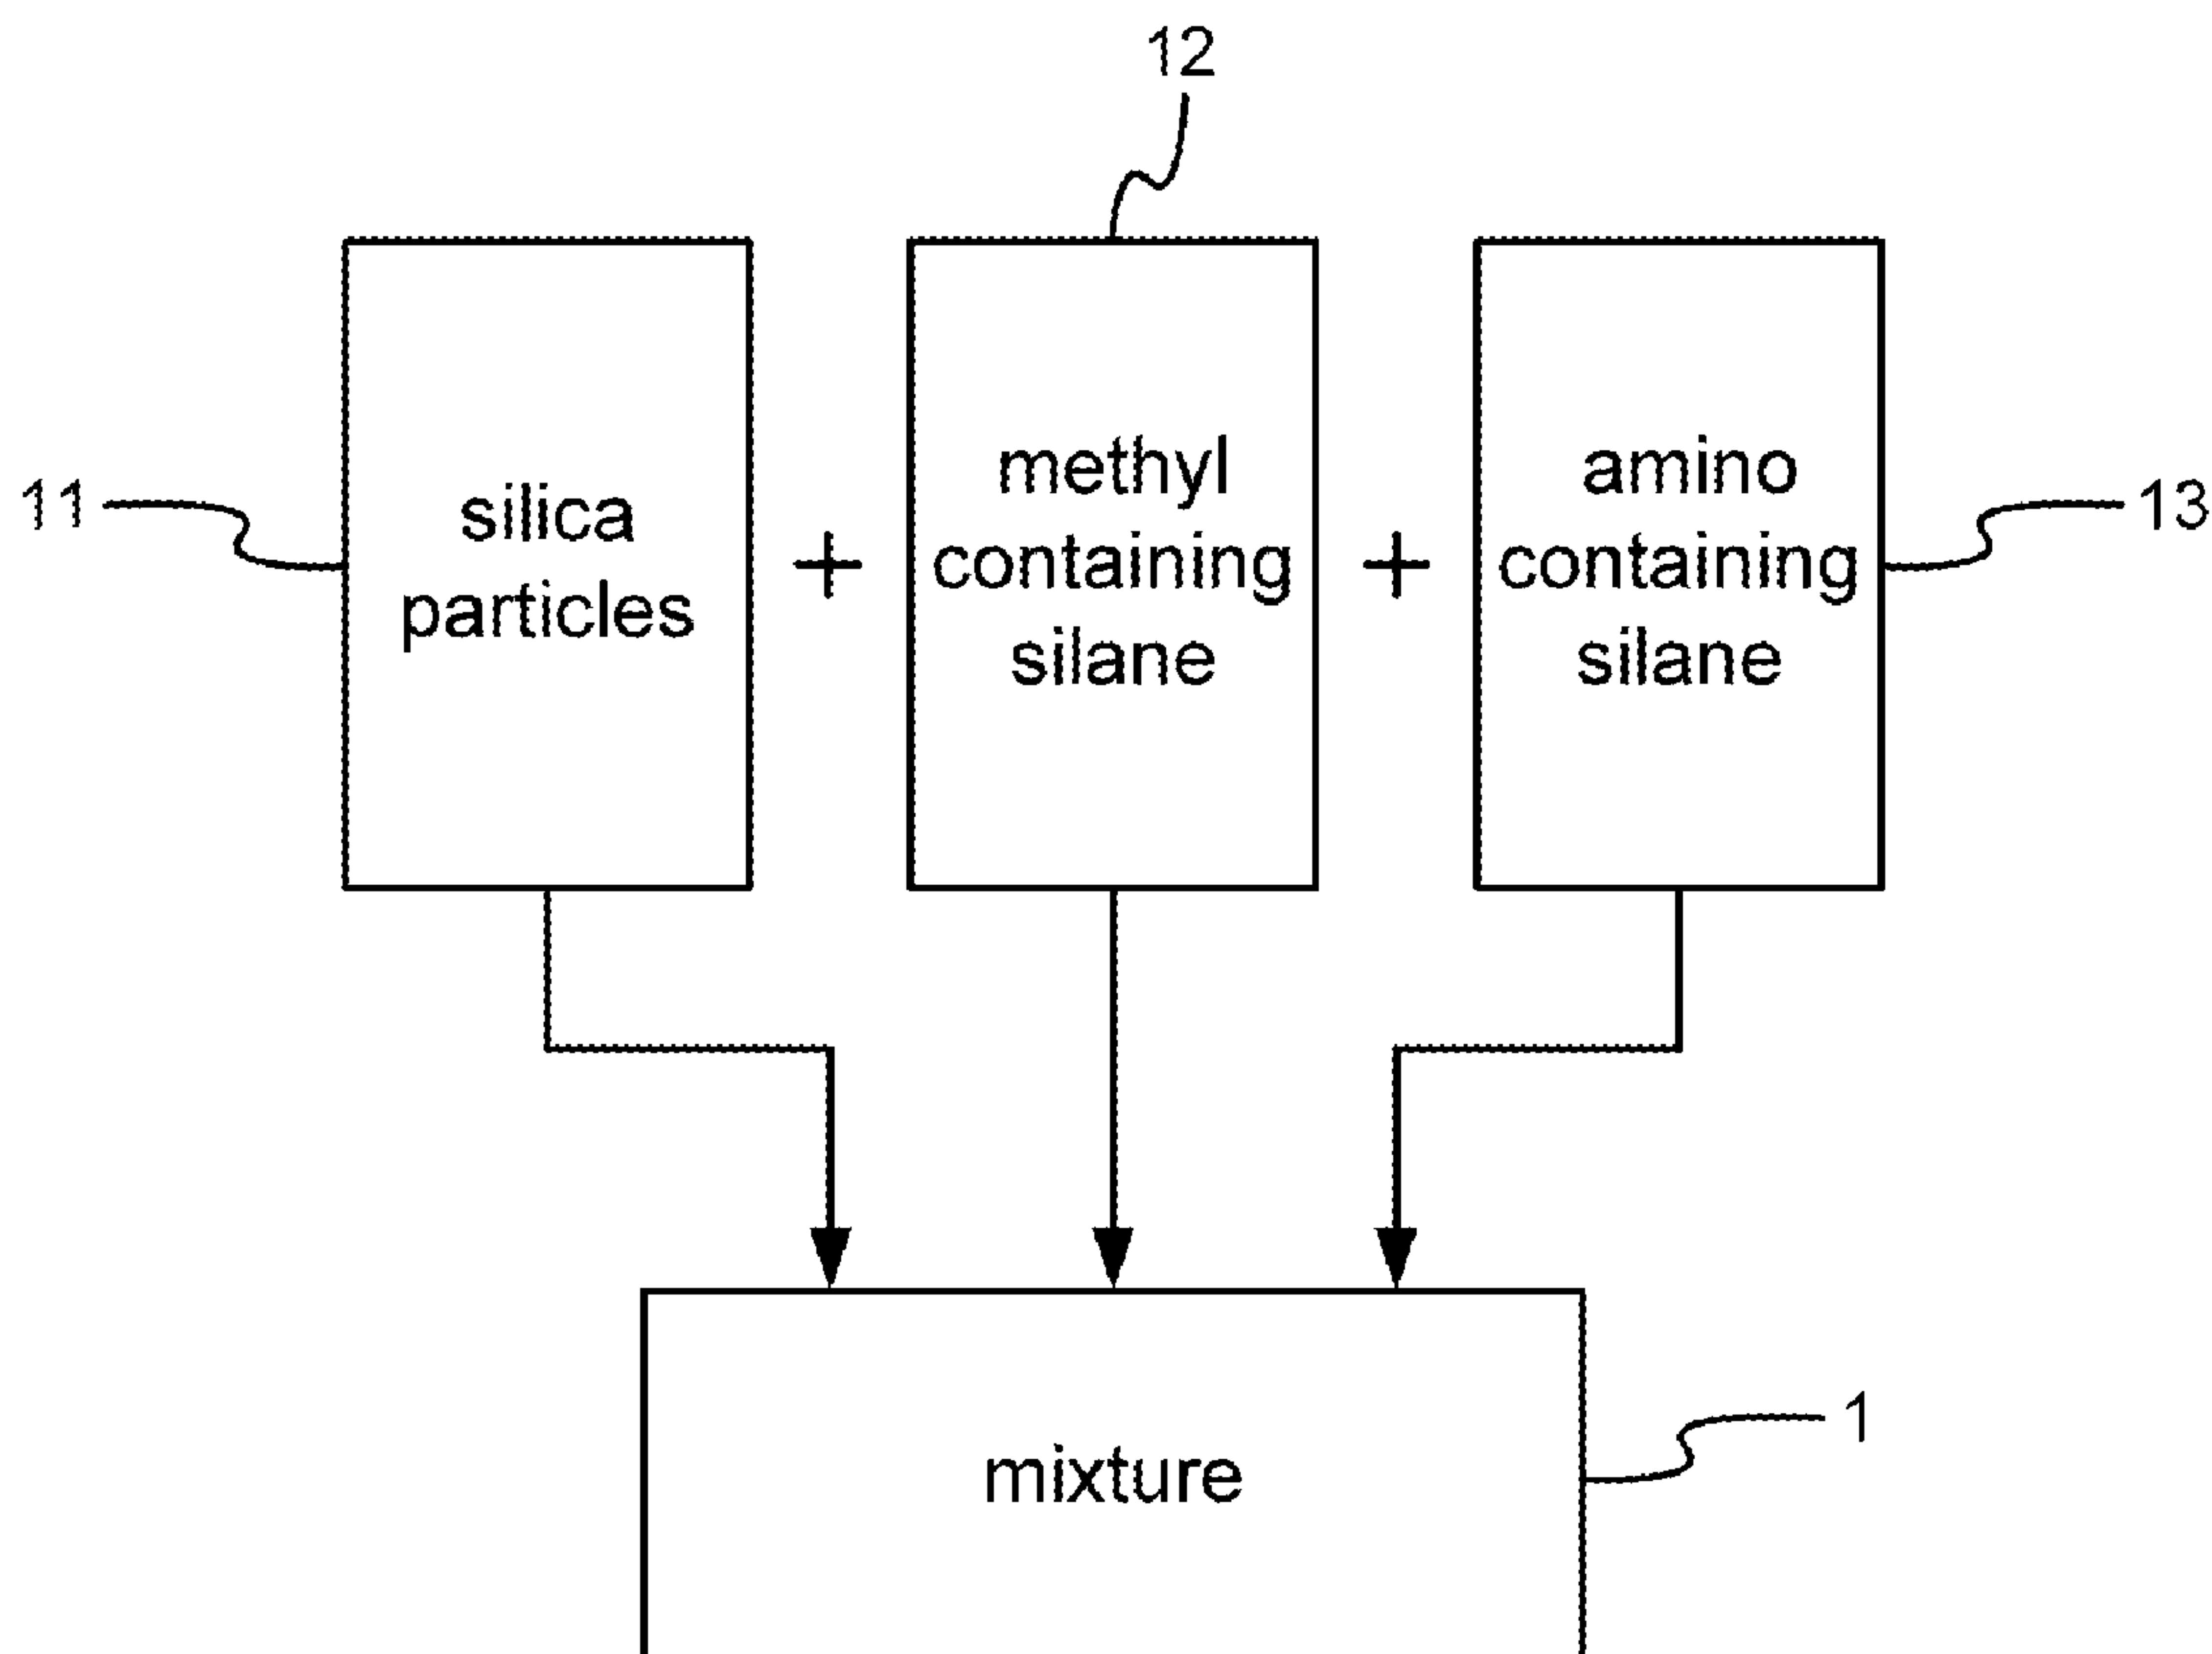 12
11
silica
particles
+
methyl
containing
silane
+
amino
containing
silane
13
mixture
1